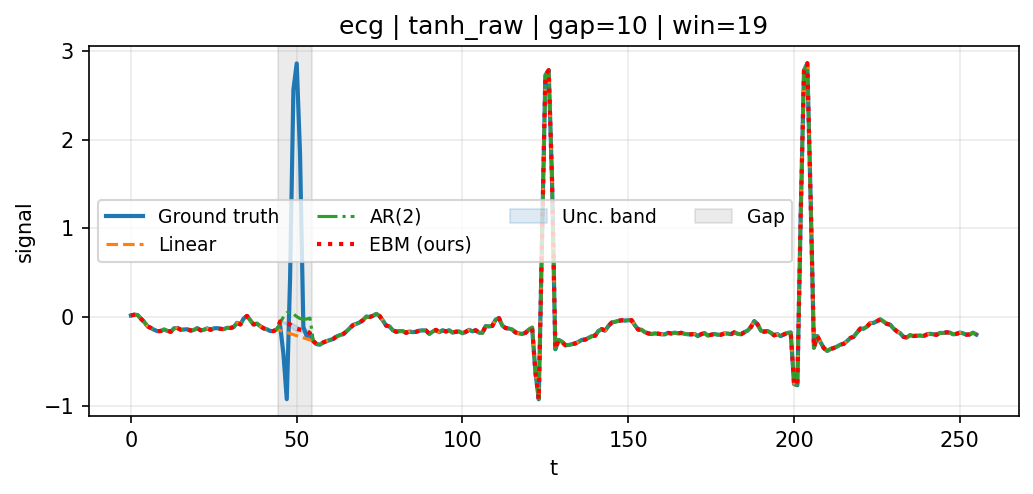 ecg | tanh_raw | gap=10 | win=19
3
2
1
0
−1
signal
Ground truth
Linear
AR(2)
EBM (ours)
Unc. band
Gap
0
50
100
150
200
250
t